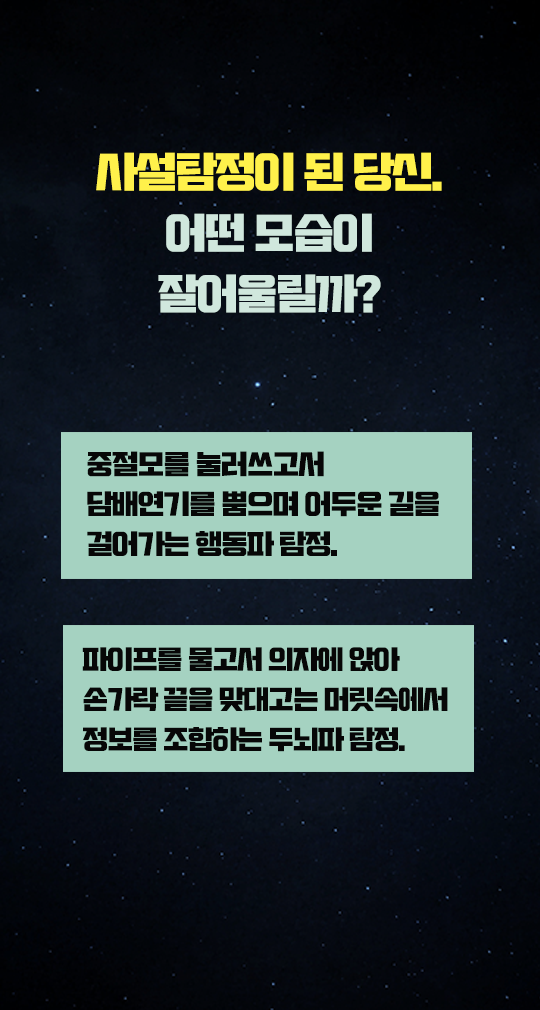 사설탐정이 된 당신.
어떤 모습이
잘어울릴까?
중절모를 눌러쓰고서
담배연기를 뿜으며 어두운 길을
걸어가는 행동파 탐정.
파이프를 물고서 의자에 앉아
손가락 끝을 맞대고는 머릿속에서
정보를 조합하는 두뇌파 탐정.